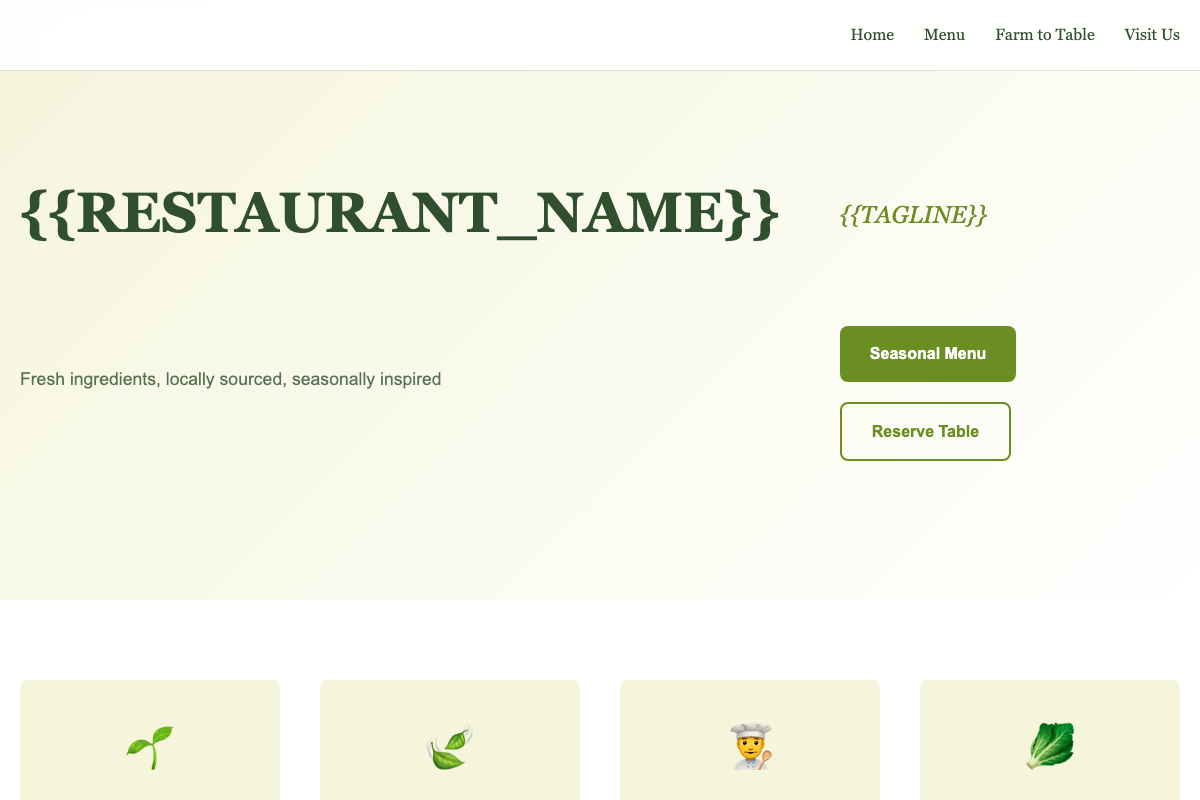 Home Menu Farm to Table Visit Us
{{RESTAURANT_NAME}}
{{TAGLINE}}
Fresh ingredients, locally sourced, seasonally inspired
Seasonal Menu
Reserve Table